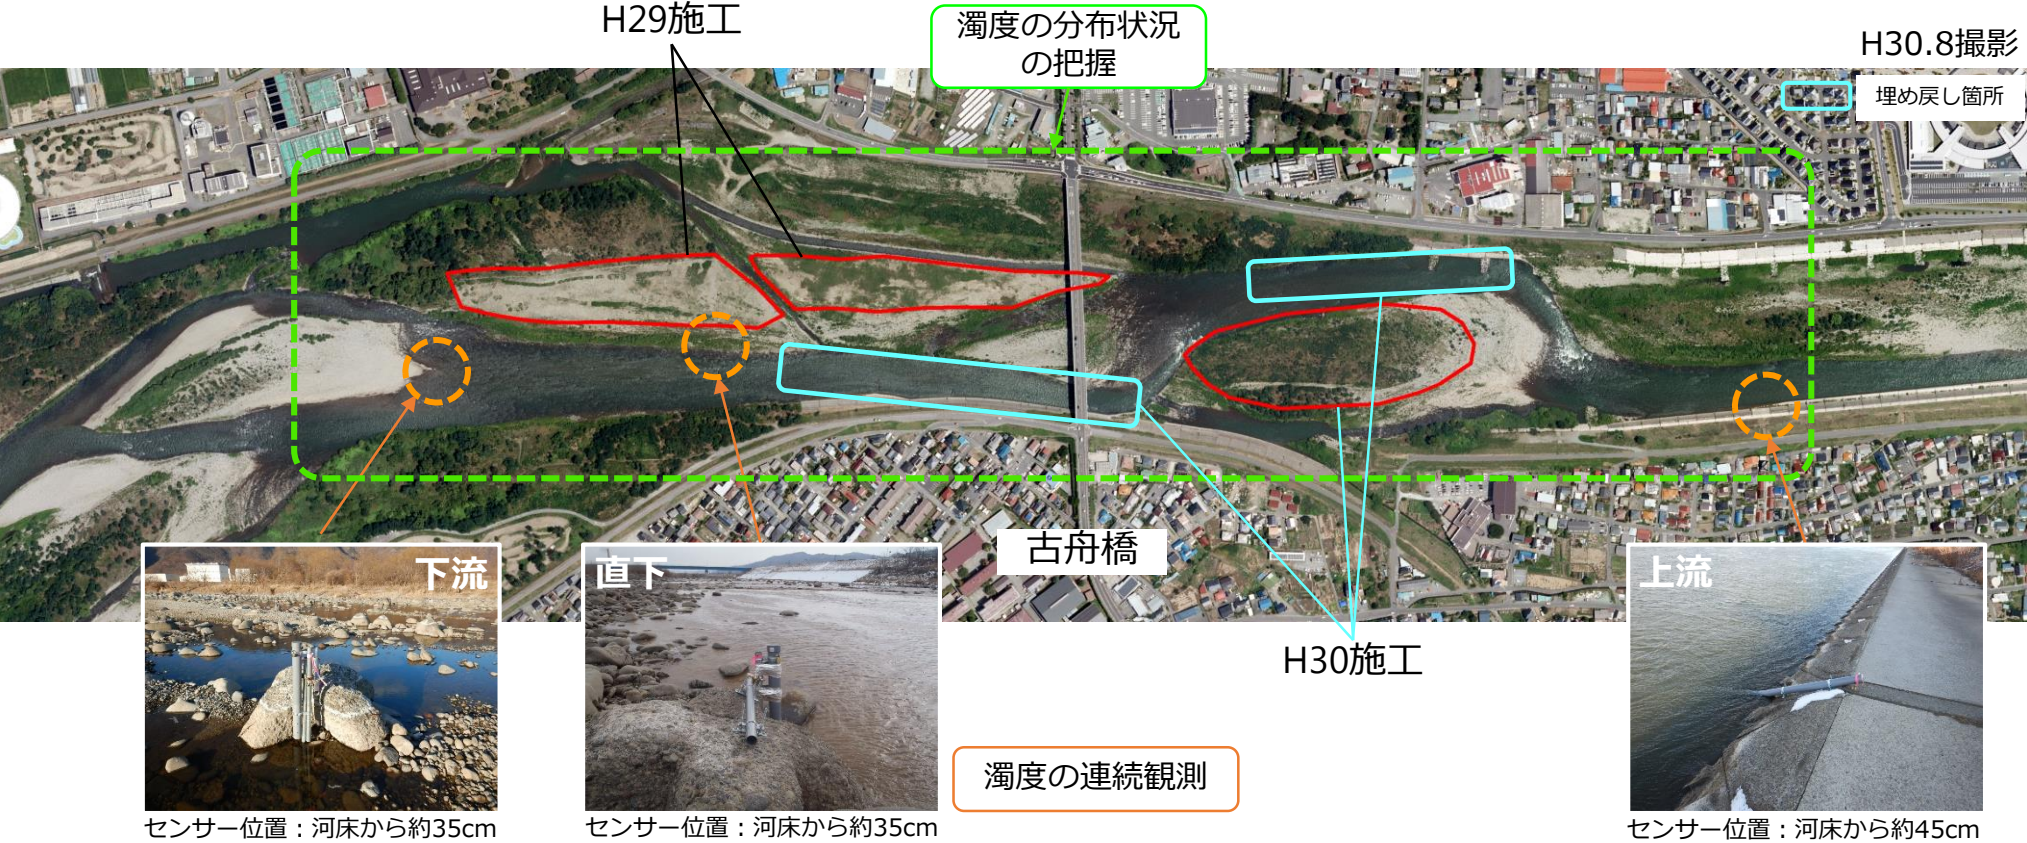 H29施工
濁度の分布状況
の把握
H30.8撮影
埋め戻し箇所
古舟橋
下流
直下
上流
H30施工
濁度の連続観測
センサー位置：河床から約35cm
センサー位置：河床から約35cm
センサー位置：河床から約45cm